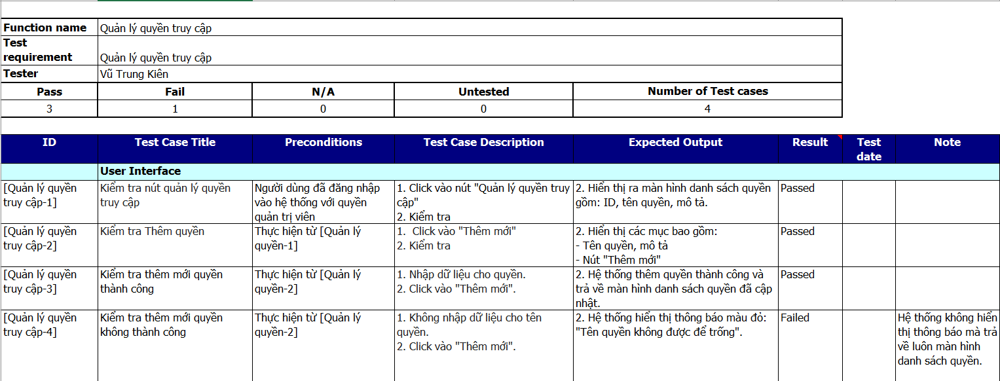 Function name Quản lý quyền truy cập
Test
requirement Quản lý quyền truy cập
Tester Vũ Trung Kiên
Pass Fail N/A Untested Number of Test cases
3 1 0 0 4
ID Test Case Title Preconditions Test Case Description Expected Output Result Test date Note
User Interface
[Quản lý quyền
truy cập-1]
Kiểm tra nút quản lý quyền
truy cập
Người dùng đã đăng nhập
vào hệ thống với quyền
quản trị viên
1. Click vào nút "Quản lý quyền truy
cập"
2. Kiểm tra
2. Hiển thị ra màn hình danh sách quyền
gồm: ID, tên quyền, mô tả.
Passed
[Quản lý quyền
truy cập-2]
Kiểm tra Thêm quyền
Thực hiện từ [Quản lý
quyền-1]
1. Click vào "Thêm mới"
2. Kiểm tra
2. Hiển thị các mục bao gồm:
- Tên quyền, mô tả
- Nút "Thêm mới"
Passed
[Quản lý quyền
truy cập-3]
Kiểm tra thêm mới quyền
thành công
Thực hiện từ [Quản lý
quyền-2]
1. Nhập dữ liệu cho quyền.
2. Click vào "Thêm mới".
2. Hệ thống thêm quyền thành công và
trả về màn hình danh sách quyền đã cập
nhật.
Passed
[Quản lý quyền
truy cập-4]
Kiểm tra thêm mới quyền
không thành công
Thực hiện từ [Quản lý
quyền-2]
1. Không nhập dữ liệu cho tên
quyền.
2. Click vào "Thêm mới".
2. Hệ thống hiển thị thông báo màu đỏ:
"Tên quyền không được để trống".
Failed
Hệ thống không hiển
thị thông báo mà trả
về luôn màn hình
danh sách quyền.